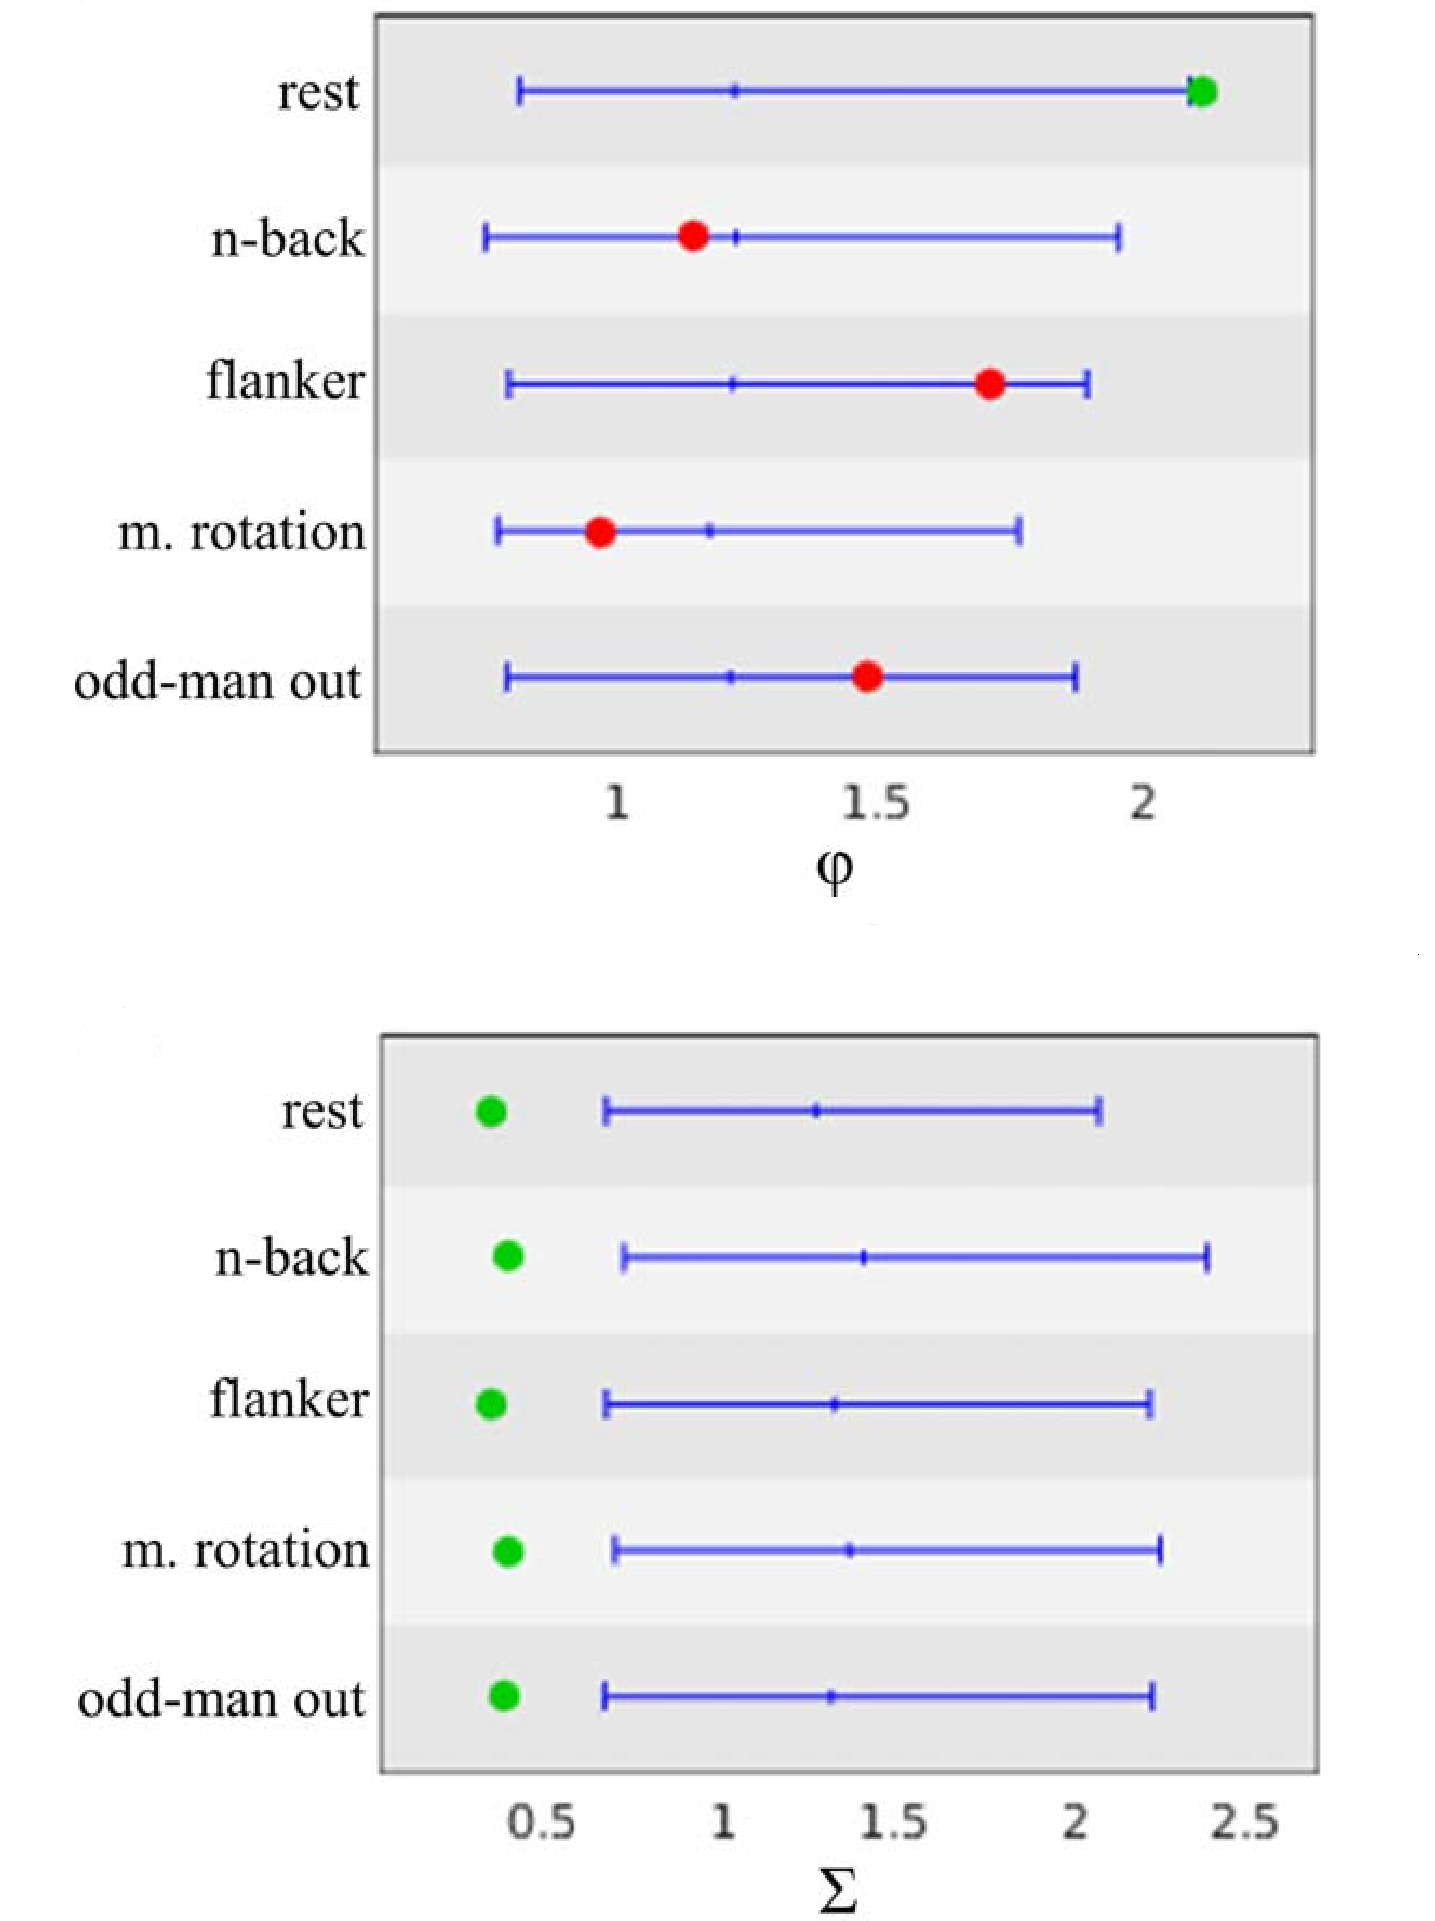 rest
n-back
flanker
m. rotation
odd-man out
1 1.5 2
φ
rest
n-back
flanker
m. rotation
odd-man out
0.5 1 1.5 2 2.5
Σ